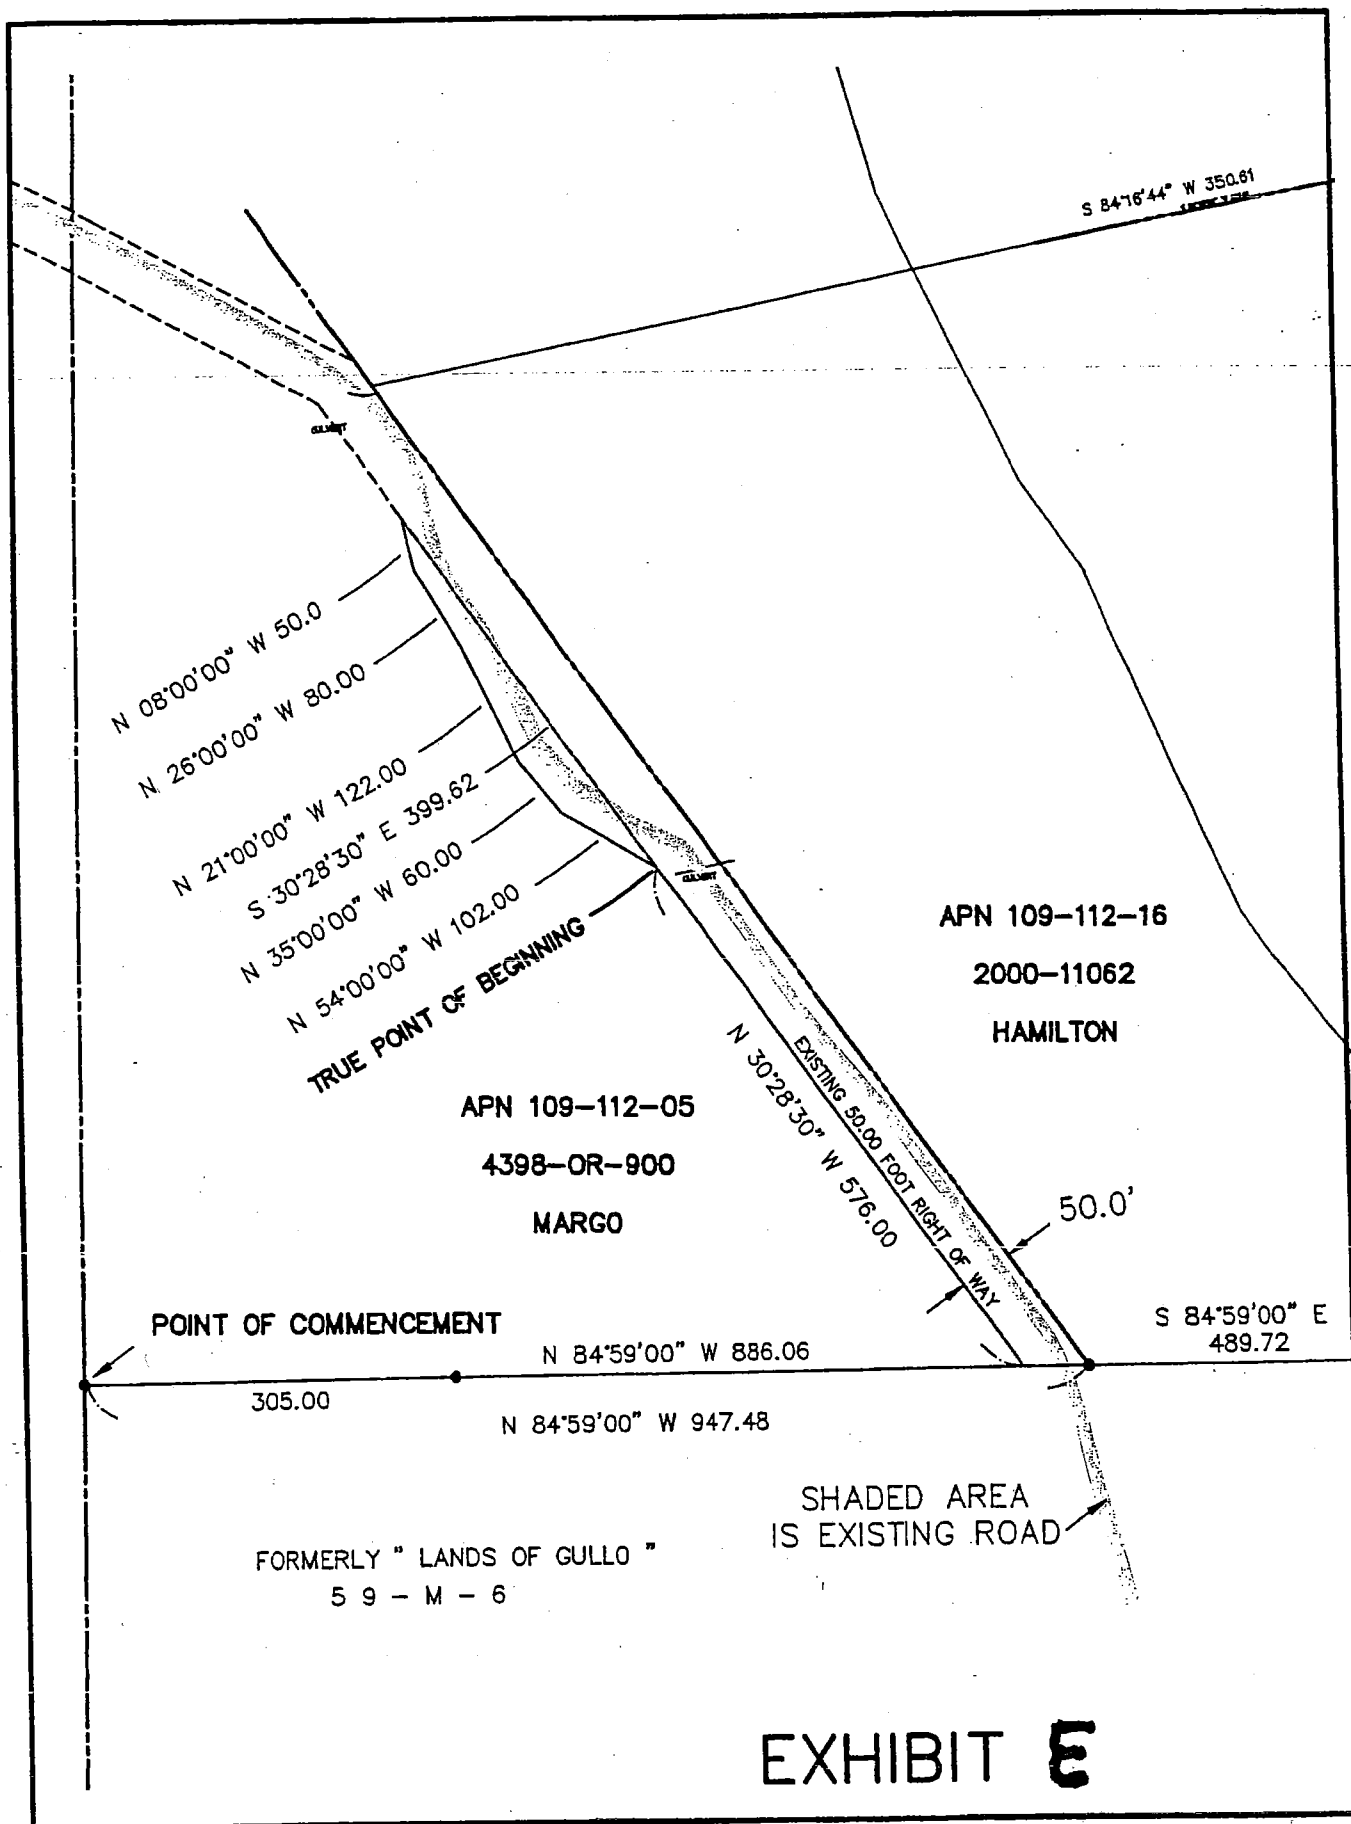 S 84°16'44" W 350.61
CULVERT
N 08°00'00" W 50.0
N 26°00'00" W 80.00
N 21°00'00" W 122.00
S 30°28'30" E 399.62
N 35°00'00" W 60.00
N 54°00'00" W 102.00
TRUE POINT OF BEGINNING
CULVERT
APN 109-112-16
2000-11062
HAMILTON
N 30°28'30" W 576.00
EXISTING 50.00 FOOT RIGHT OF WAY
APN 109-112-05
4398-OR-900
MARGO
50.0'
POINT OF COMMENCEMENT
N 84°59'00" W 886.06
S 84°59'00" E
489.72
305.00
N 84°59'00" W 947.48
SHADED AREA
IS EXISTING ROAD
FORMERLY " LANDS OF GULLO "
5 9 - M - 6
EXHIBIT E